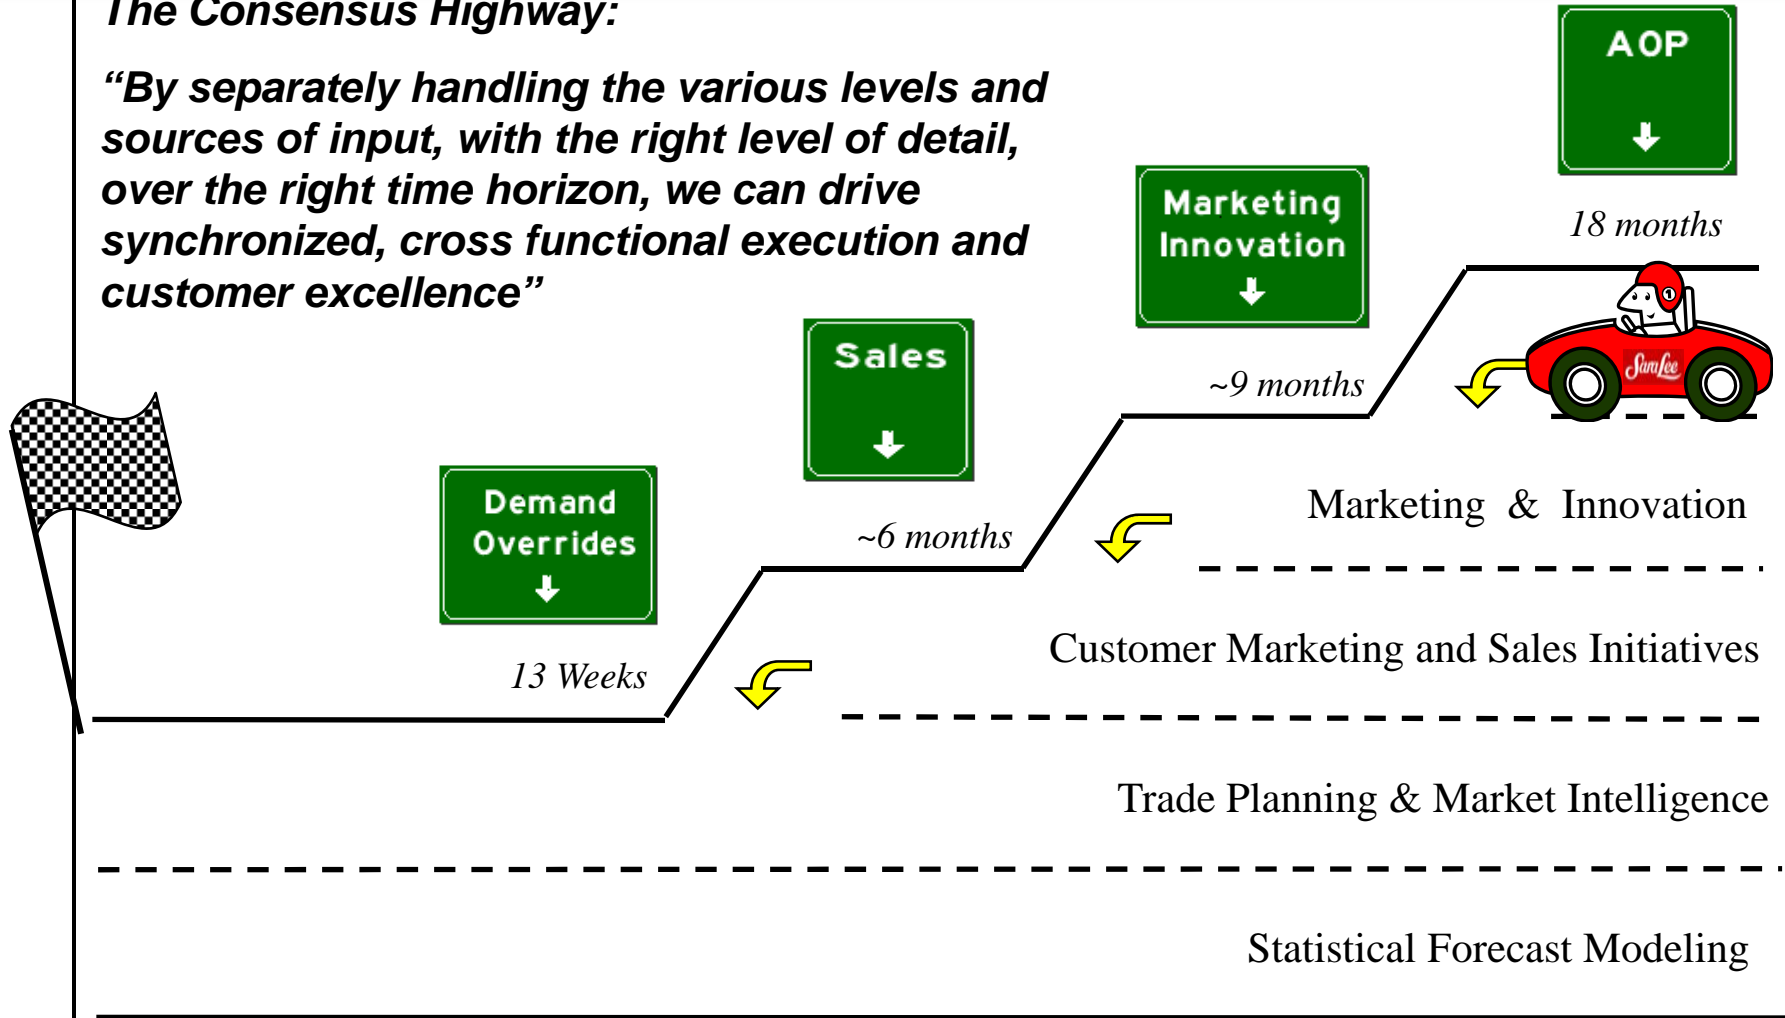 The Consensus Highway:
“By separately handling the various levels and
sources of input, with the right level of detail,
over the right time horizon, we can drive
synchronized, cross functional execution and
customer excellence”
AOP
18 months
Marketing
Innovation
~9 months
Sales
~6 months
Demand
Overrides
13 Weeks
1
Sara Lee
Marketing & Innovation
Customer Marketing and Sales Initiatives
Trade Planning & Market Intelligence
Statistical Forecast Modeling